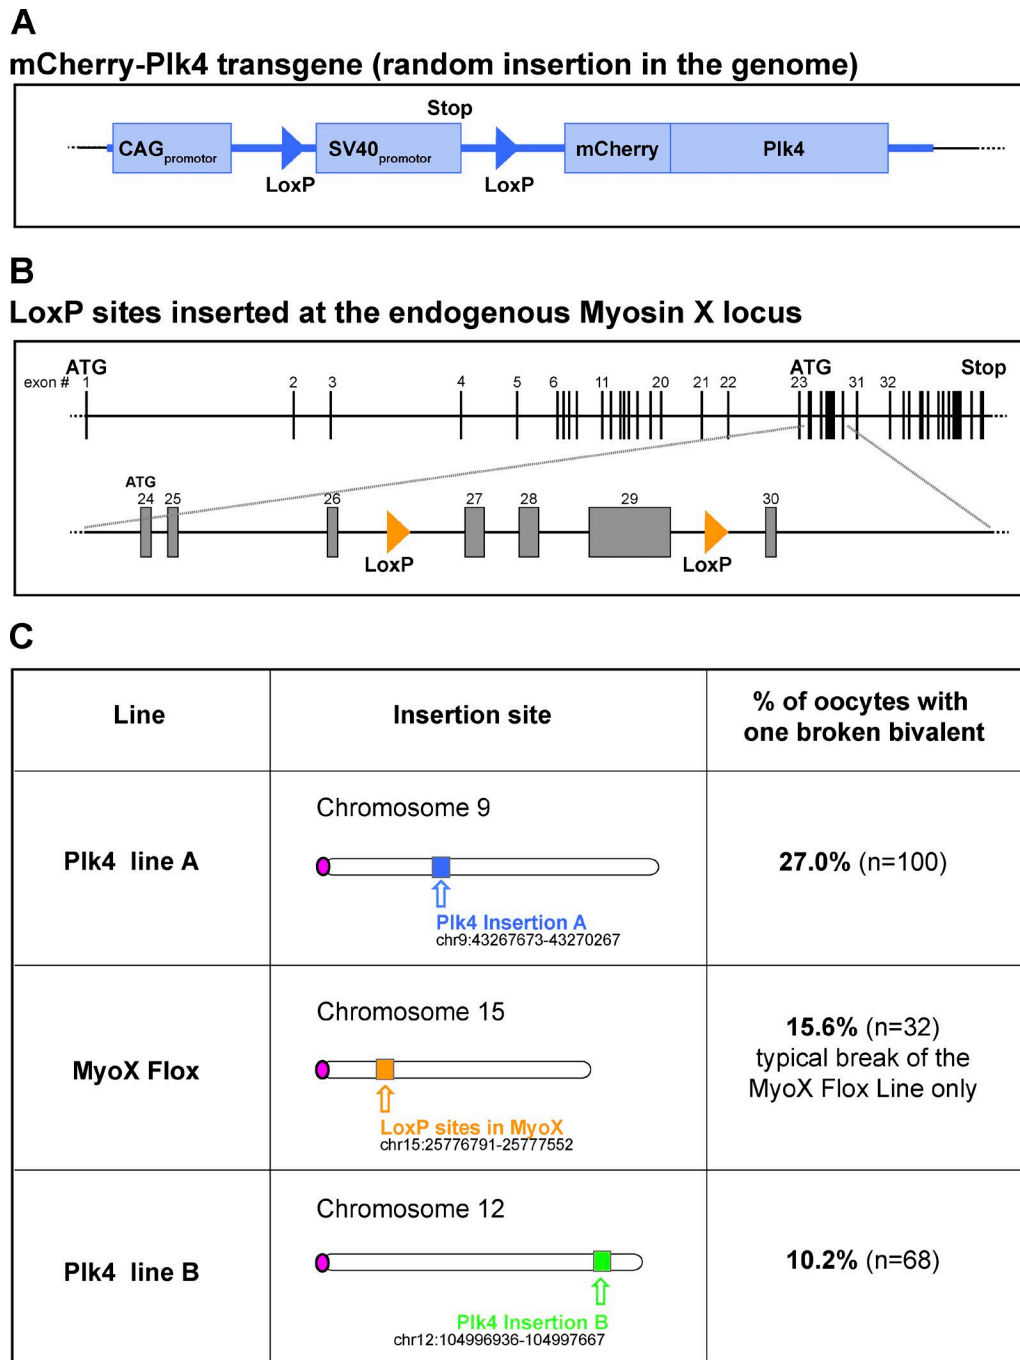 A
mCherry-Plk4 transgene (random insertion in the genome)
Stop
CAGpromotor SV40promotor mCherry Plk4
LoxP LoxP
B
LoxP sites inserted at the endogenous Myosin X locus
ATG ATG Stop
exon # 1 2 3 4 5 6 11 20 21 22 23 31 32
ATG
24 25 26 27 28 29 30
LoxP LoxP
C
Line Insertion site % of oocytes with
one broken bivalent
Chromosome 9
Plk4 line A 27.0% (n=100)
Plk4 Insertion A
chr9:43267673-43270267
Chromosome 15
MyoX Flox 15.6% (n=32)
typical break of the
MyoX Flox Line only
LoxP sites in MyoX
chr15:25776791-25777552
Chromosome 12
Plk4 line B 10.2% (n=68)
Plk4 Insertion B
chr12:104996936-104997667